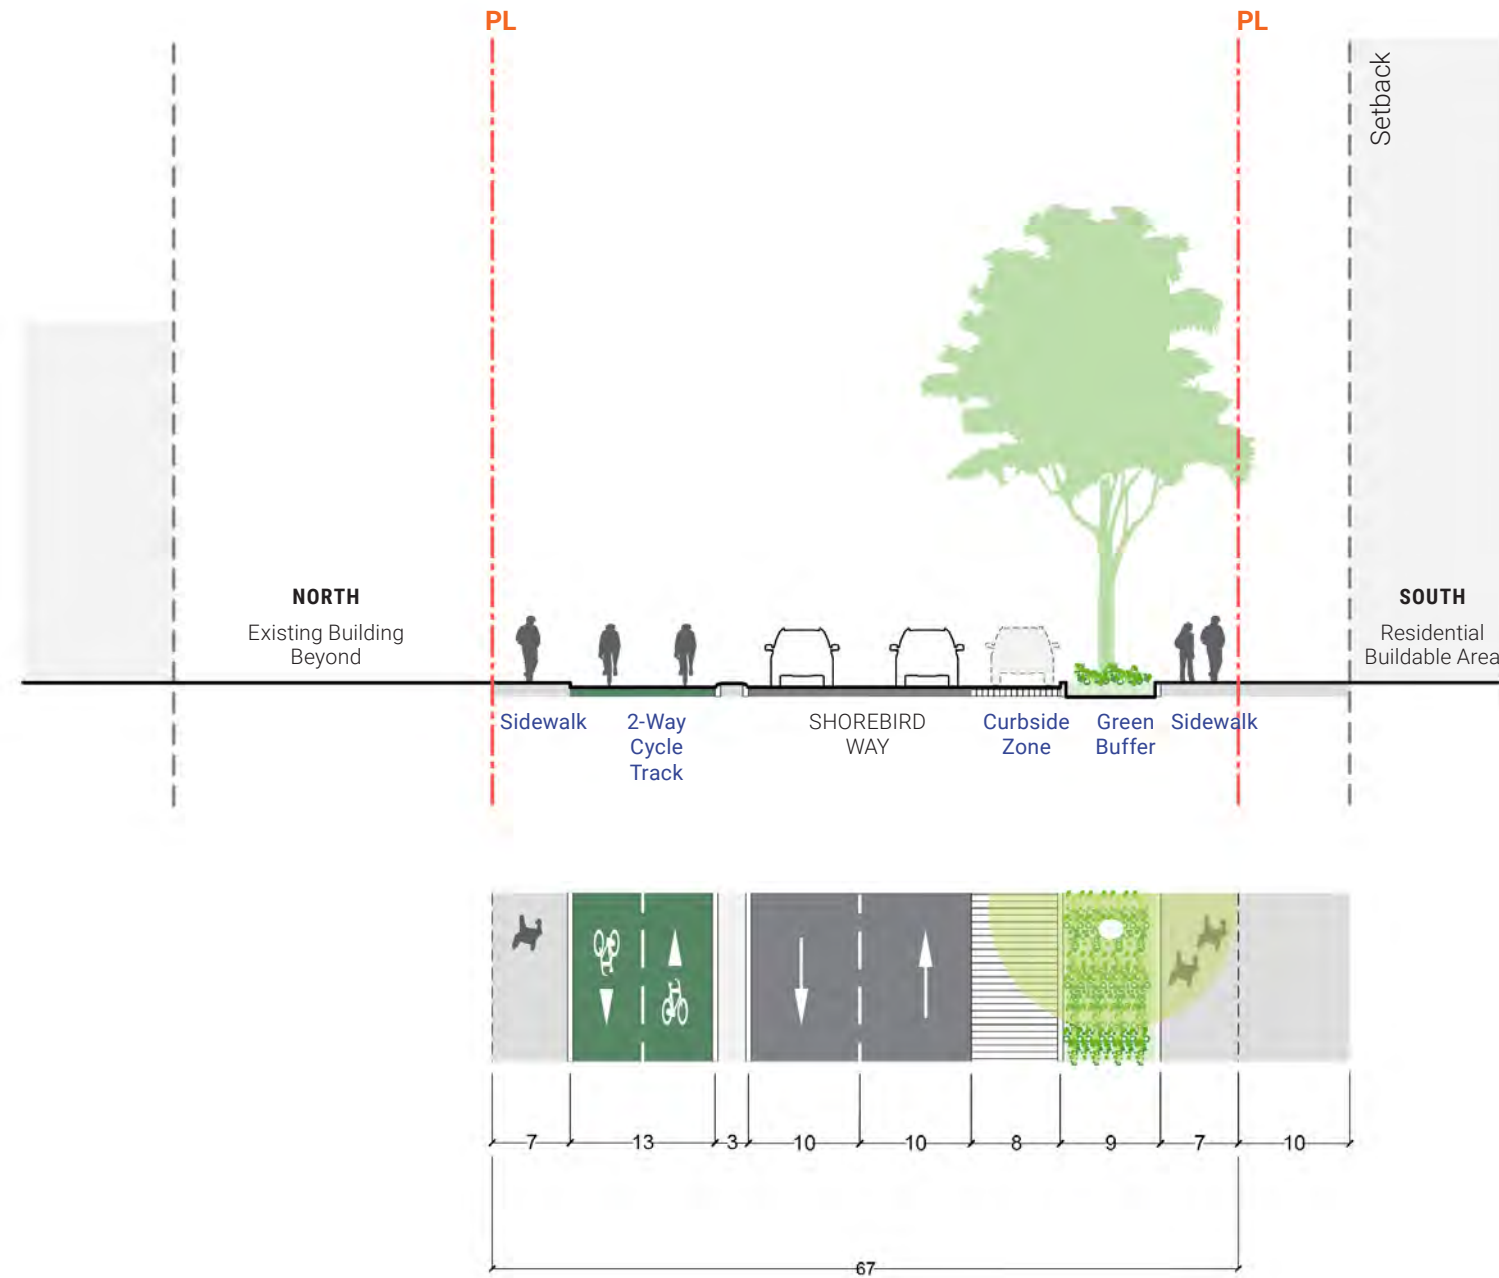 PL
PL
Setback
NORTH
Existing Building
Beyond
SOUTH
Residential
Buildable Area
Sidewalk
2-Way
Cycle
Track
SHOREBIRD
WAY
Curbside
Zone
Green
Buffer
Sidewalk
7
13
3
10
10
8
9
7
10
67